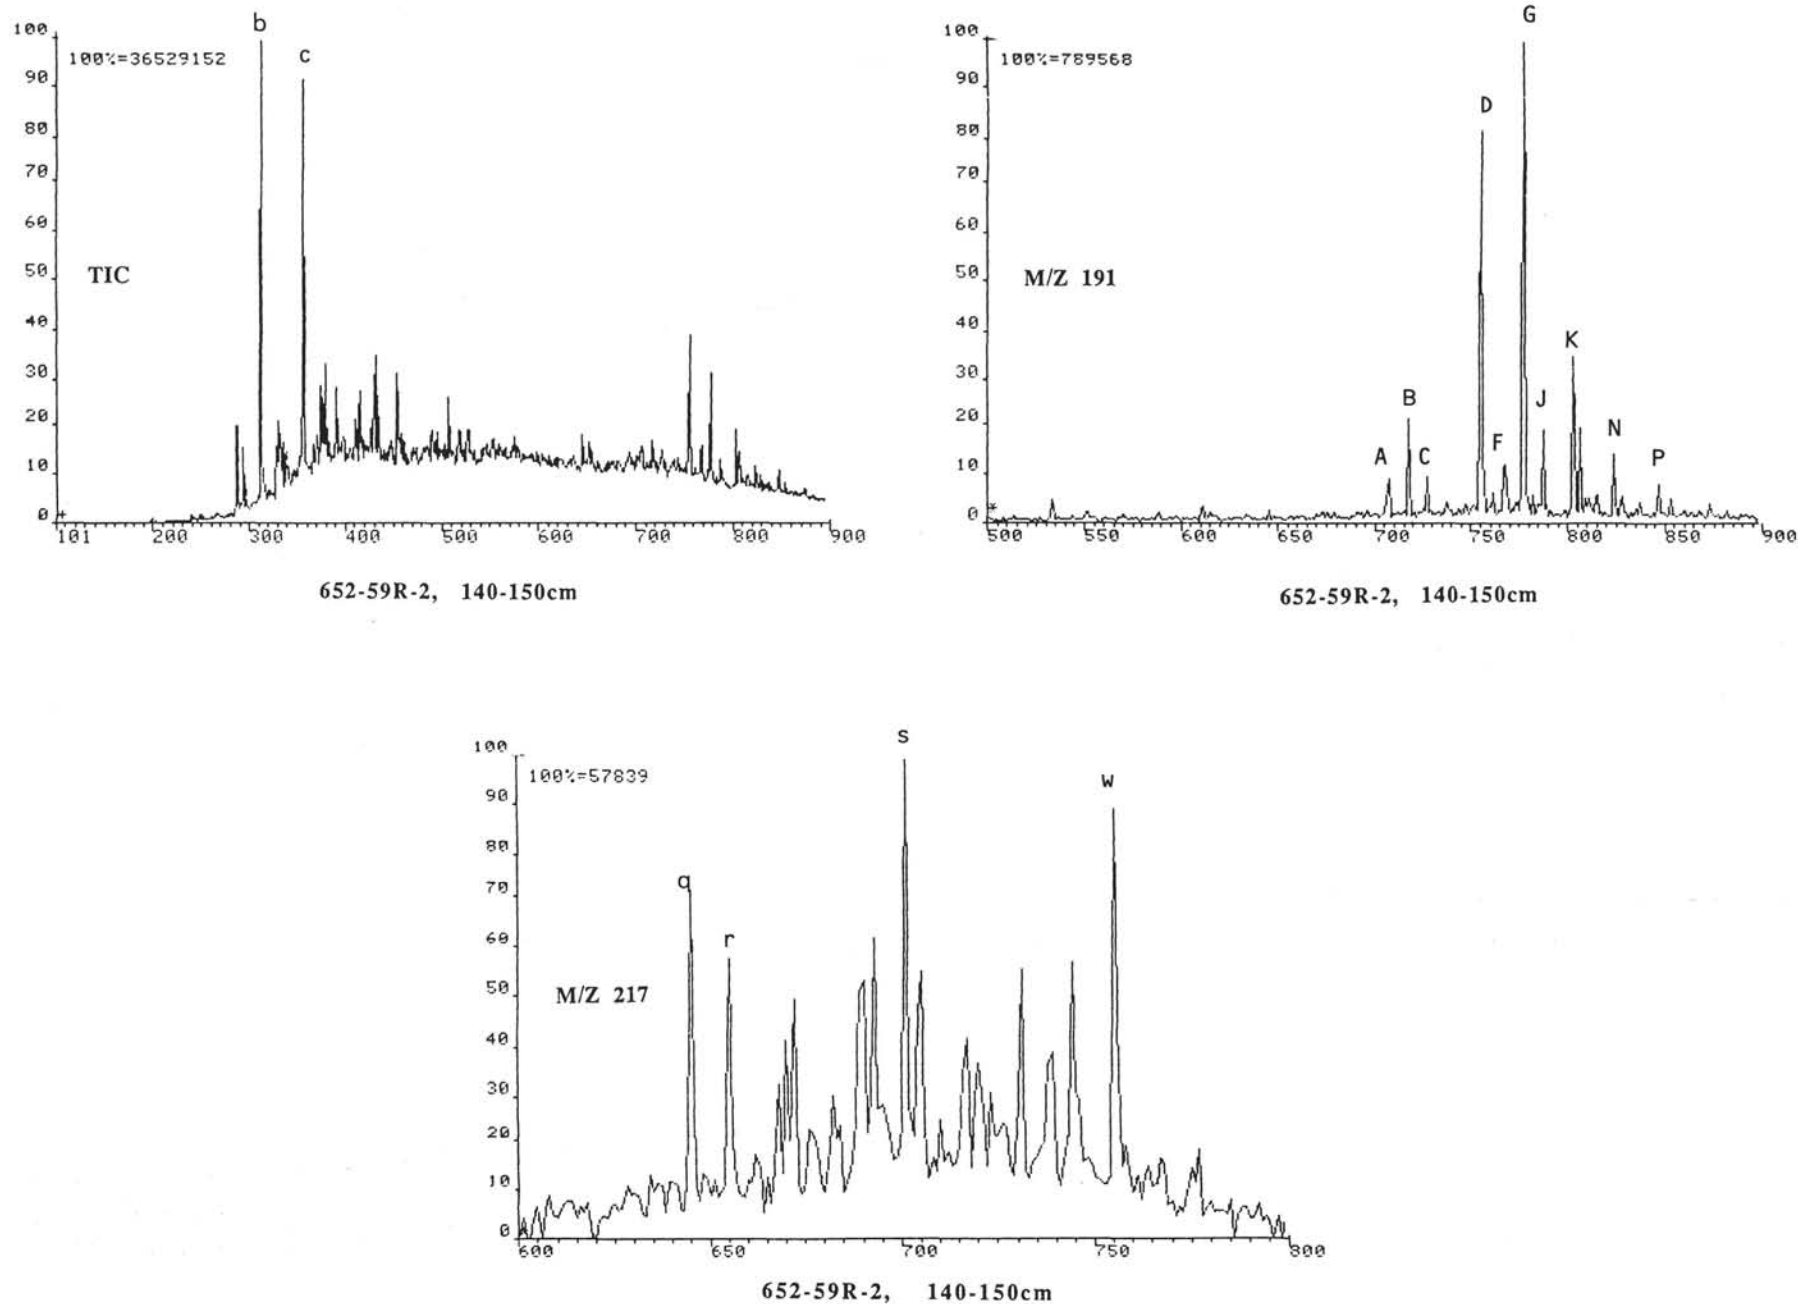 b
c
100
100%=36529152
90
80
70
60
50
TIC
40
30
20
10
0
101 200 300 400 500 600 700 800 900
652-59R-2, 140-150cm
G
100
100%=789568
90
D
80
70
60
50
M/Z 191
40
K
30
B
J
20
A
C
F
N
P
10
0
500 550 600 650 700 750 800 850 900
652-59R-2, 140-150cm
s
100
100%=57839
w
90
80
q
70
r
60
50
M/Z 217
40
30
20
10
0
600 650 700 750 800
652-59R-2, 140-150cm